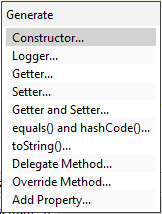 Generate
Constructor...
Logger...
Getter...
Setter...
Getter and Setter...
equals() and hashCode()...
toString()...
Delegate Method...
Override Method...
Add Property...